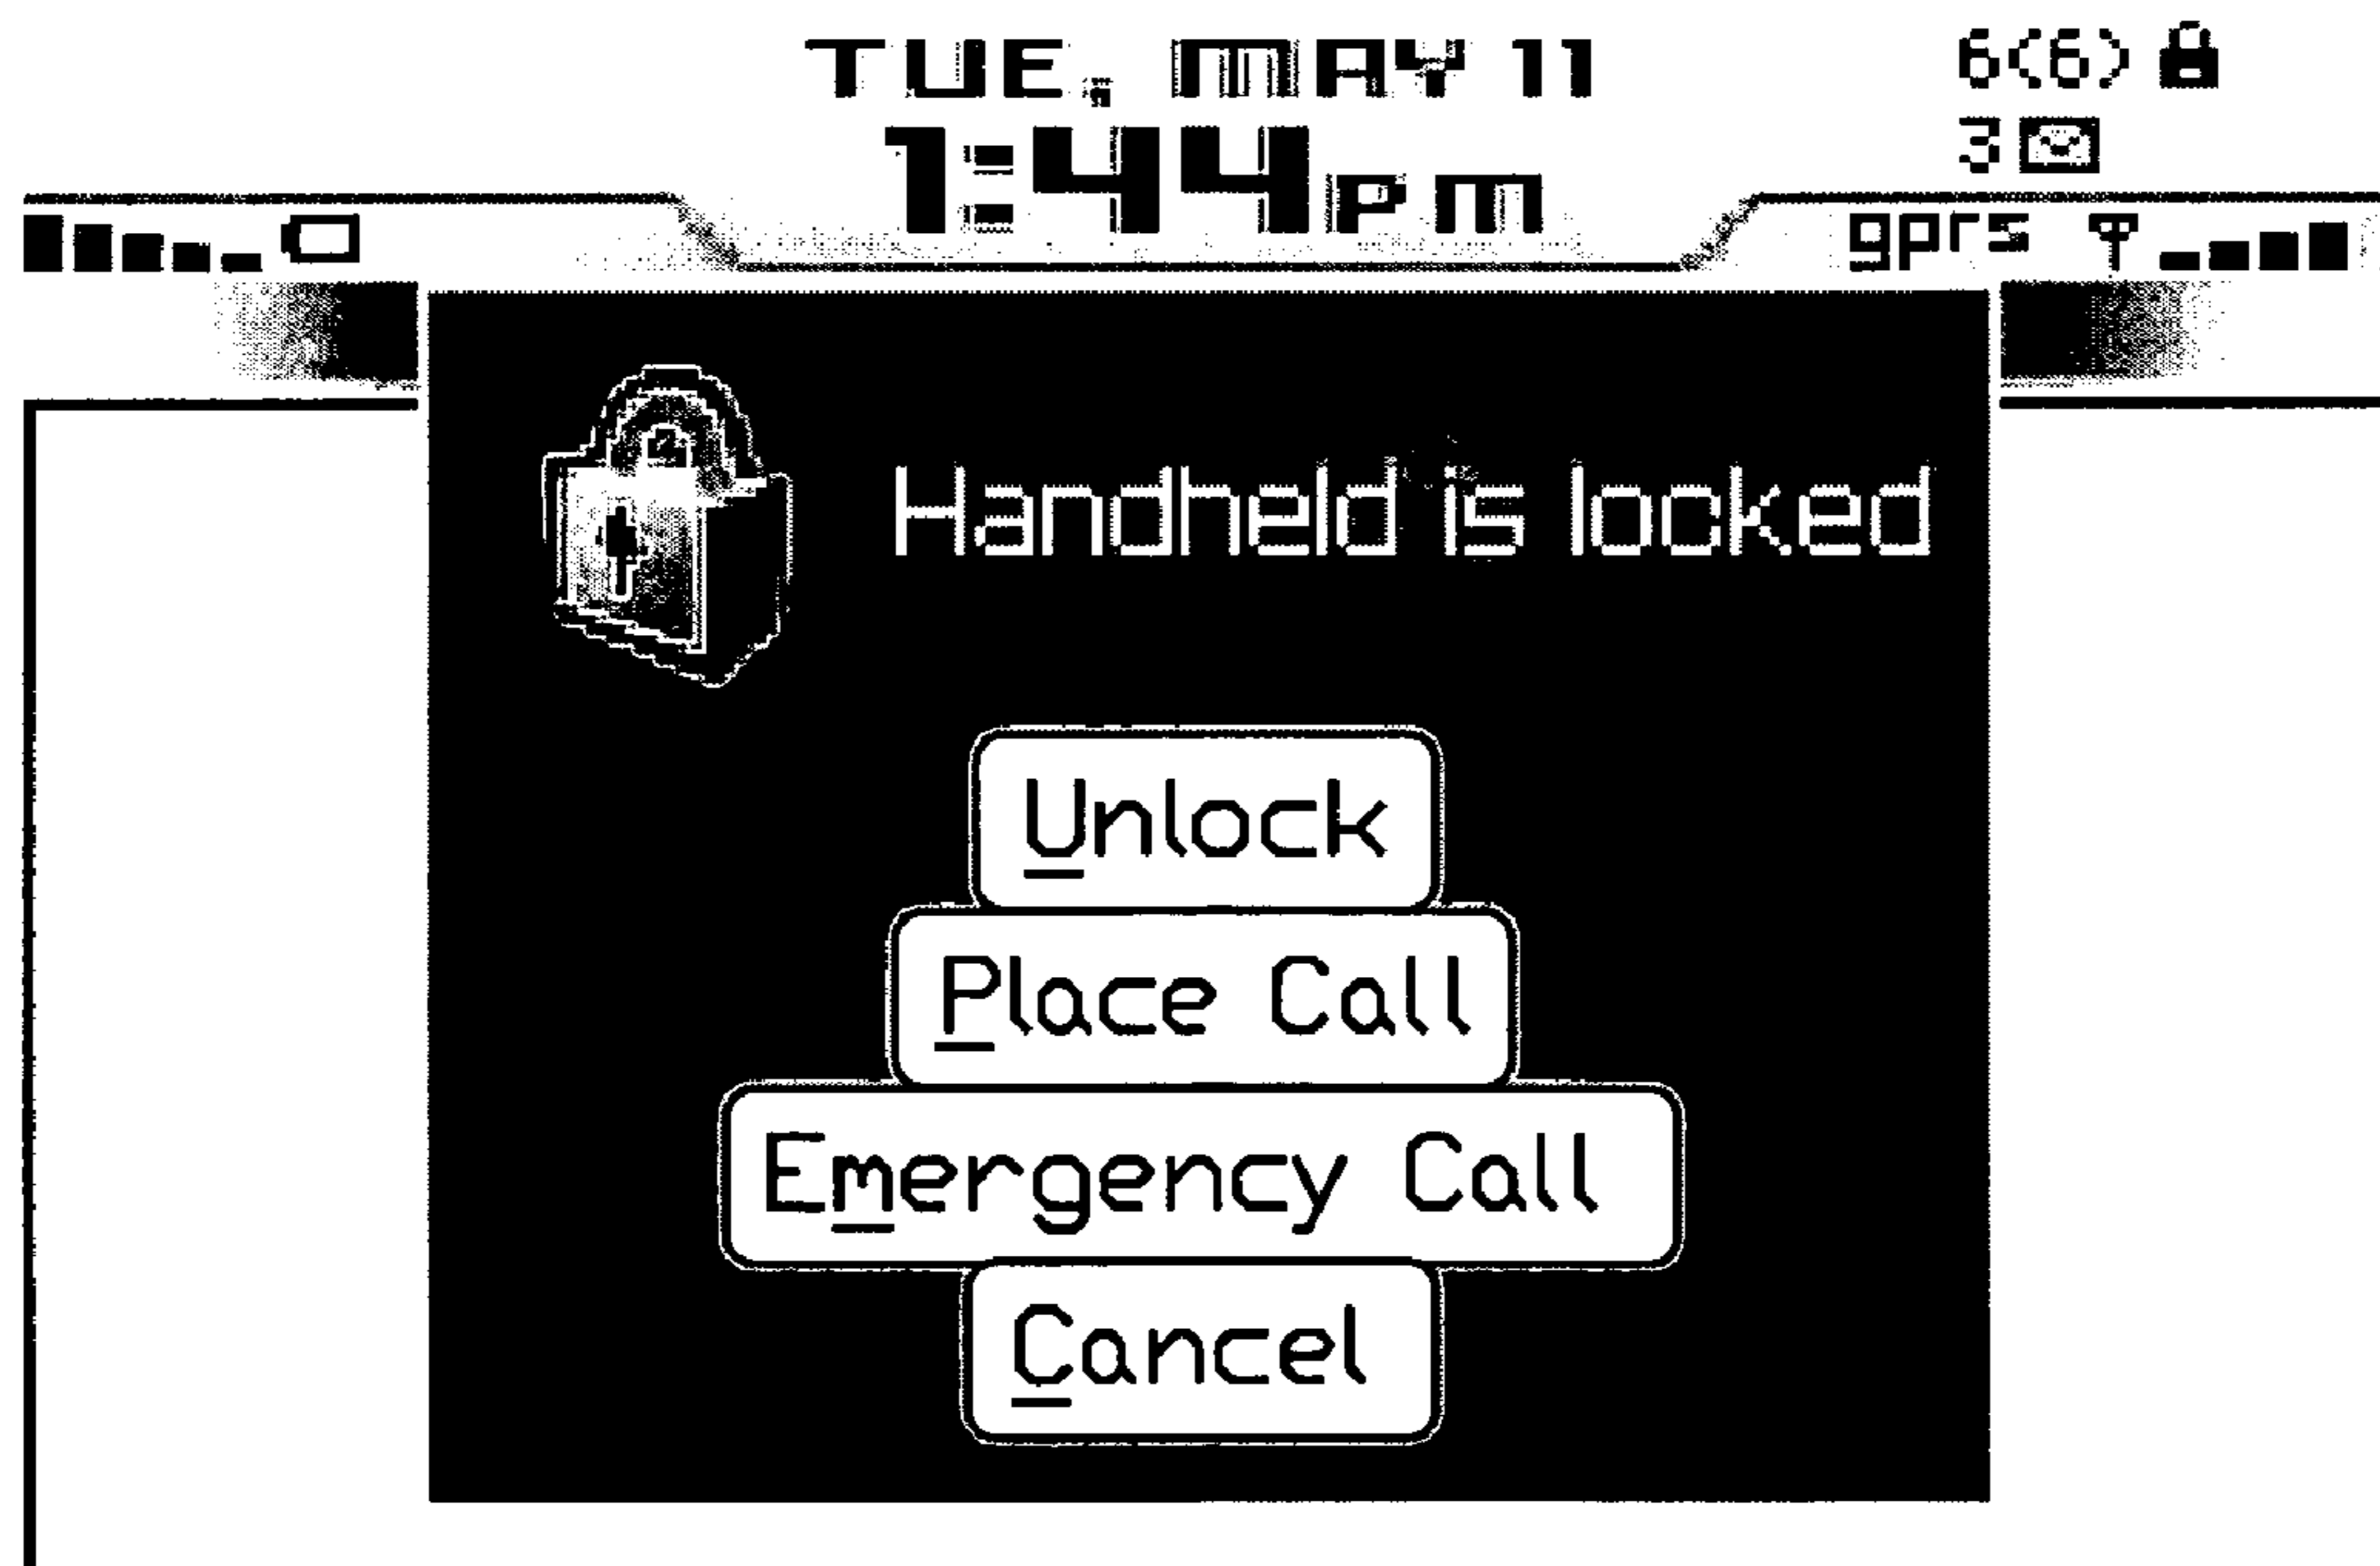 TUE, MAY 11
6(6)
1:44pm
3
gprs
Handheld is locked
Unlock
Place Call
Emergency Call
Cancel